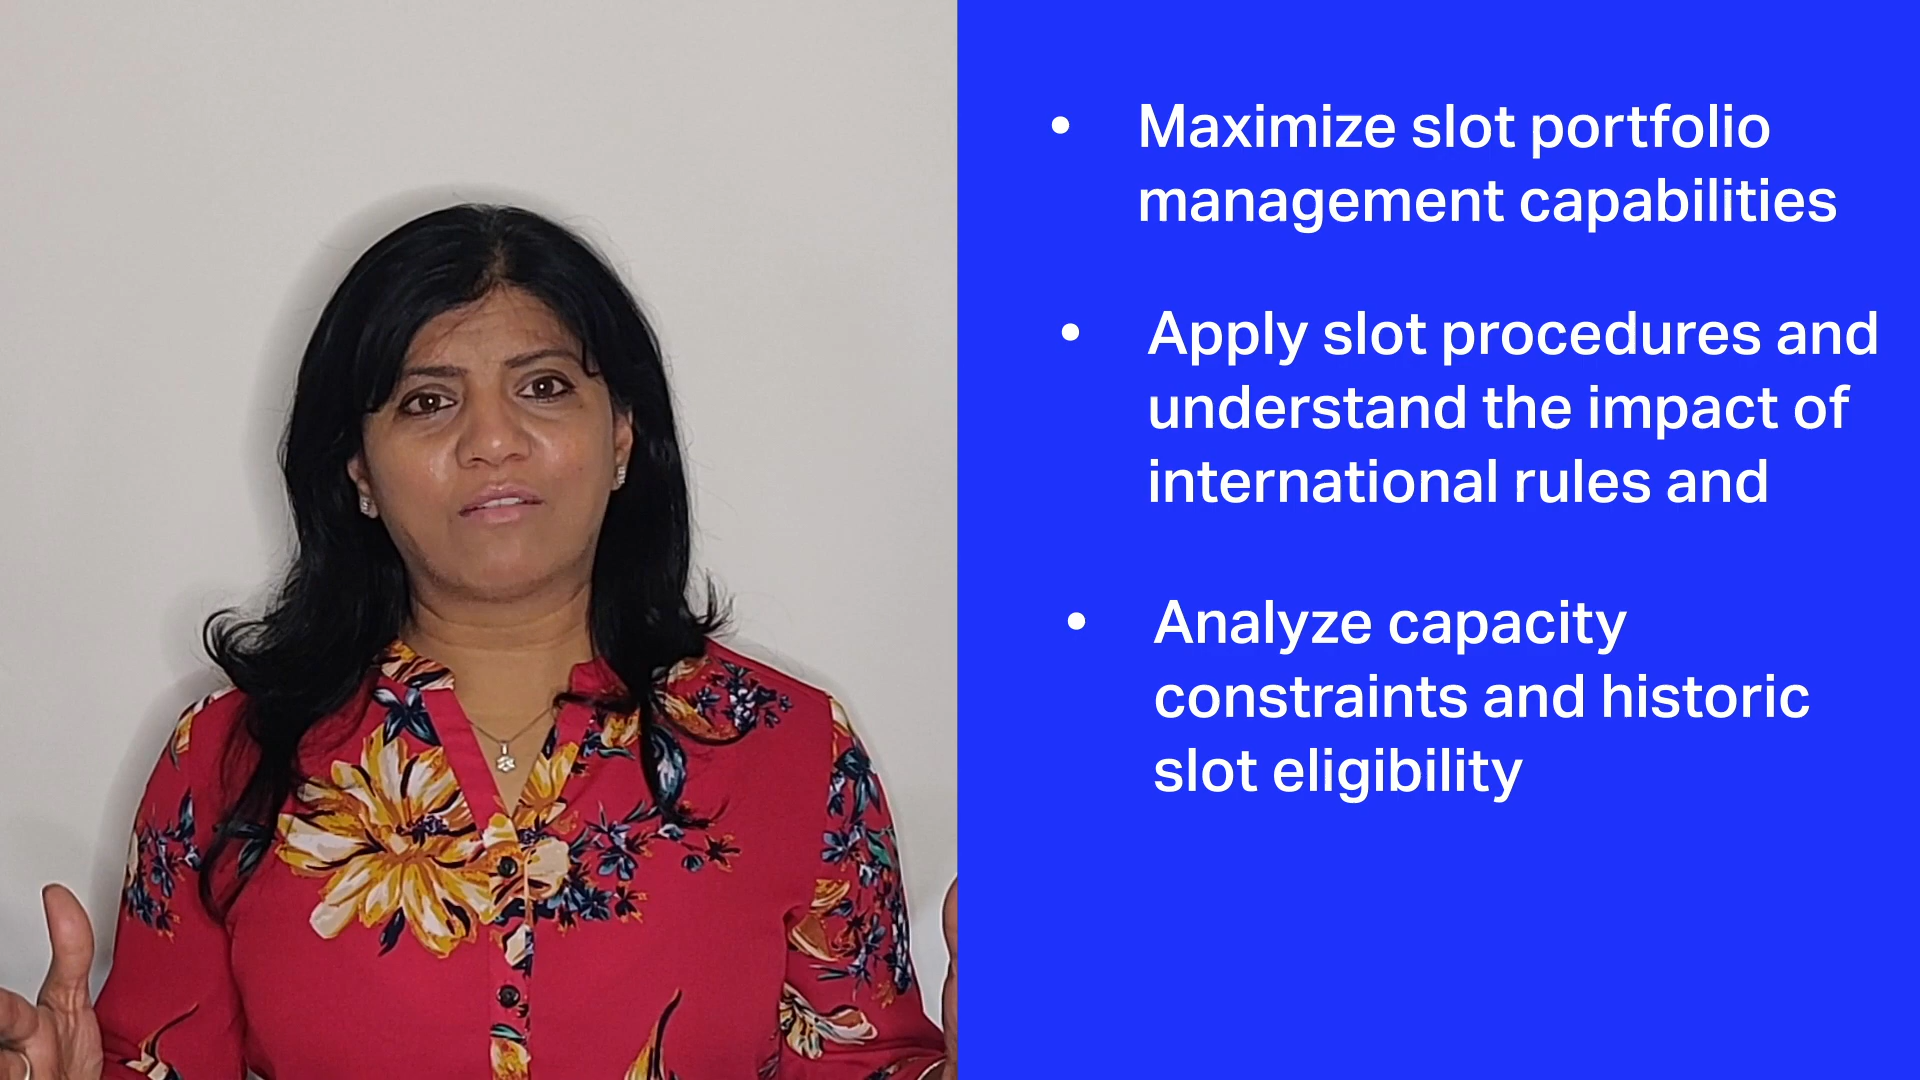 • Maximize slot portfolio
management capabilities
• Apply slot procedures and
understand the impact of
international rules and
• Analyze capacity
constraints and historic
slot eligibility